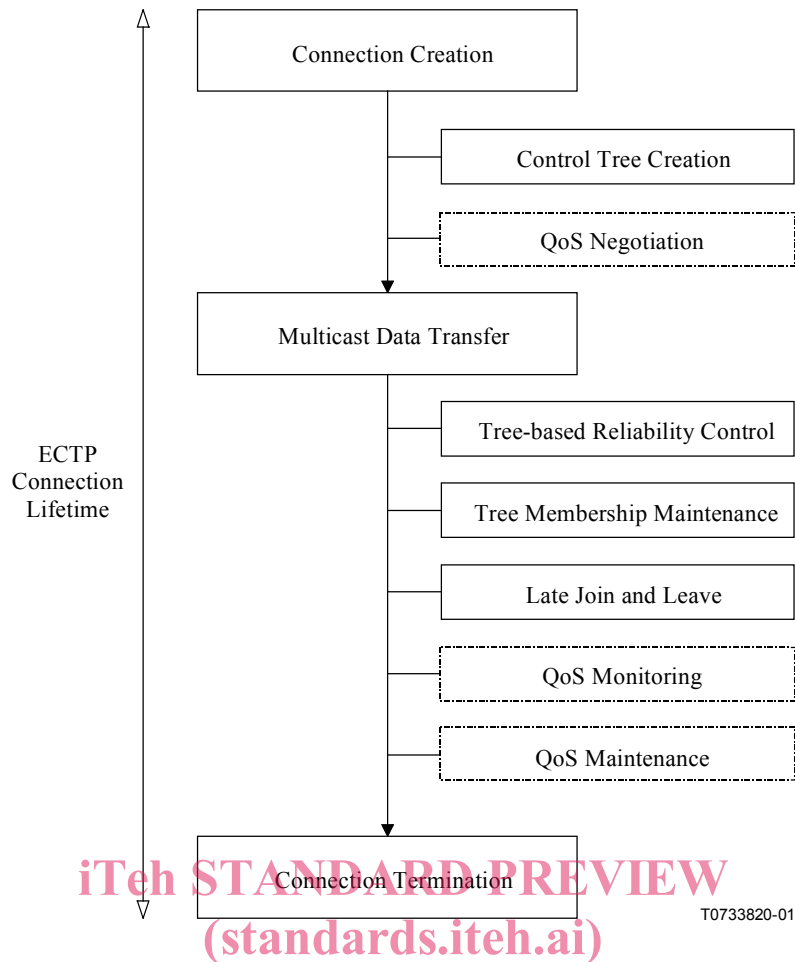 Connection Creation
Control Tree Creation
QoS Negotiation
Multicast Data Transfer
Tree-based Reliability Control
ECTP
Connection
Lifetime
Tree Membership Maintenance
Late Join and Leave
QoS Monitoring
QoS Maintenance
iTeh STANDARD PREVIEW
Connection Termination
T0733820-01
(standards.iteh.ai)